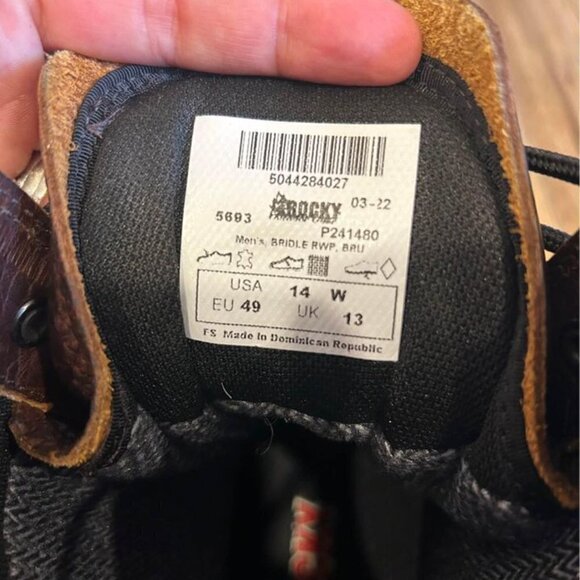 5044284027
ROCKY 03-22
5693
P241480
Men's, BRIDLE RWP, BRU
USA 14 W
EU 49 UK 13
FS Made in Dominican Republic